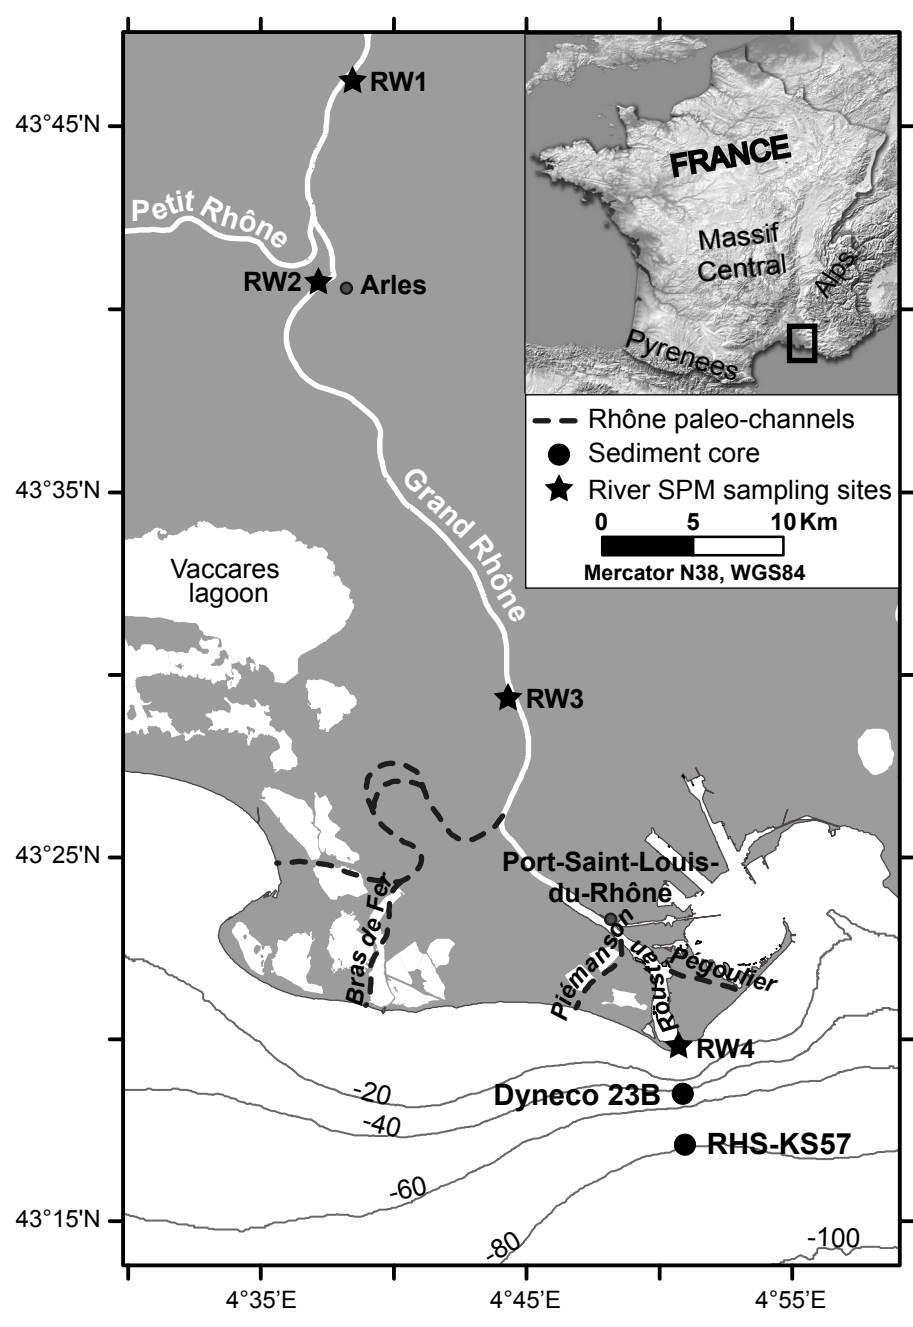 RW1
43°45'N
FRANCE
Petit Rhône
Massif
Central
Alps
RW2
Arles
Pyrenees
Rhône paleo-channels
Sediment core
River SPM sampling sites
43°35'N
0 5 10 Km
Mercator N38, WGS84
Grand Rhône
Vaccares
lagoon
RW3
43°25'N
Port-Saint-Louis-
du-Rhône
Bras de Fer
Piémanson
Roustan
Pégoulier
RW4
-20
Dyneco 23B
-40
RHS-KS57
-60
43°15'N
-80
-100
4°35'E
4°45'E
4°55'E